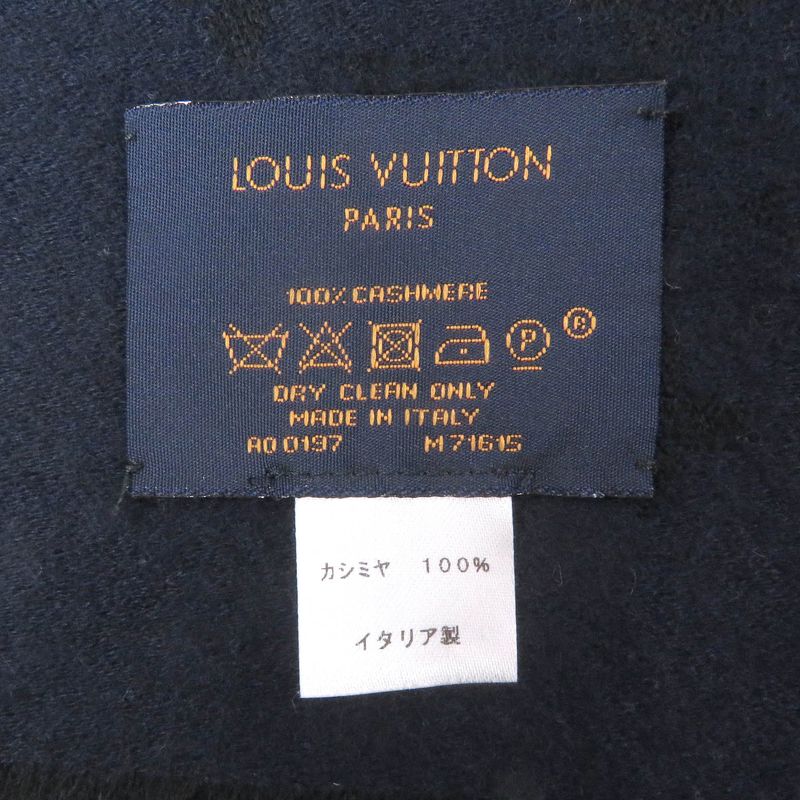 LOUIS VUITTON
PARIS
100% CASHMERE
P ®
DRY CLEAN ONLY
MADE IN ITALY
AO 0197 M71615
カシミヤ 100%
イタリア製